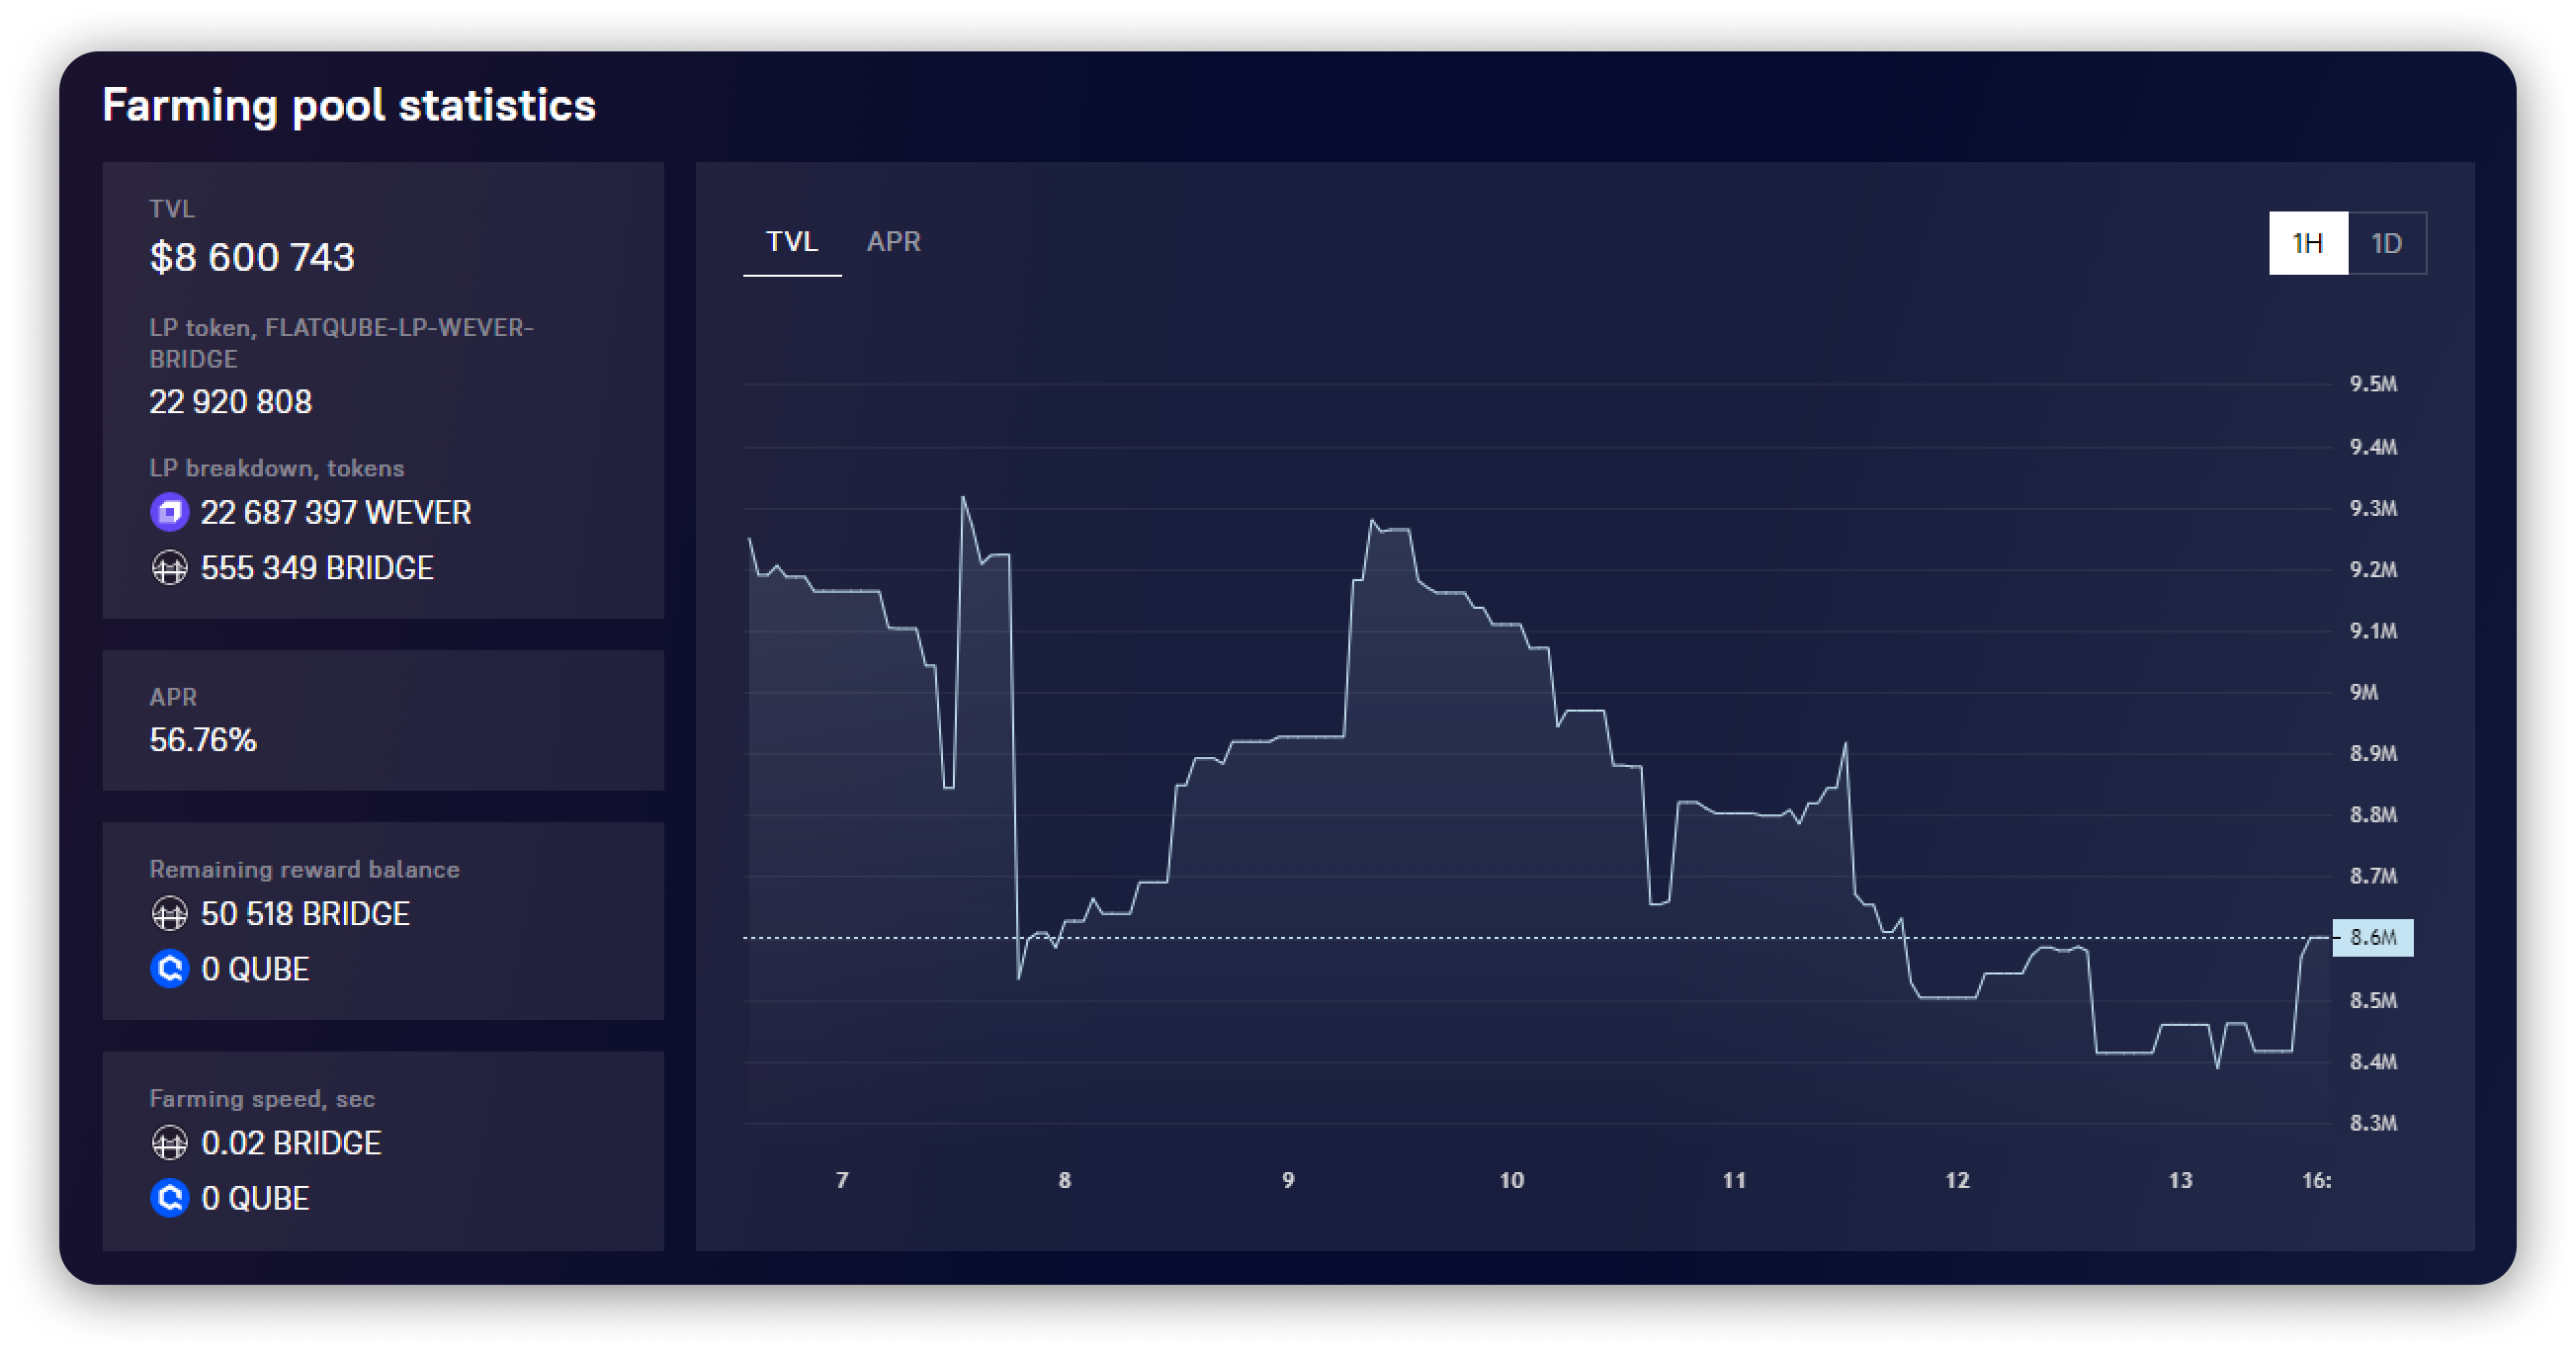 Farming pool statistics
TVL
$8 600 743
LP token, FLATQUBE-LP-WEVER-
BRIDGE
22 920 808
LP breakdown, tokens
22 687 397 WEVER
555 349 BRIDGE
APR
56.76%
Remaining reward balance
50 518 BRIDGE
0 QUBE
Farming speed, sec
0.02 BRIDGE
0 QUBE
TVL APR
1H 1D
9.5M
9.4M
9.3M
9.2M
9.1M
9M
8.9M
8.8M
8.7M
8.6M
8.5M
8.4M
8.3M
7 8 9 10 11 12 13 16: